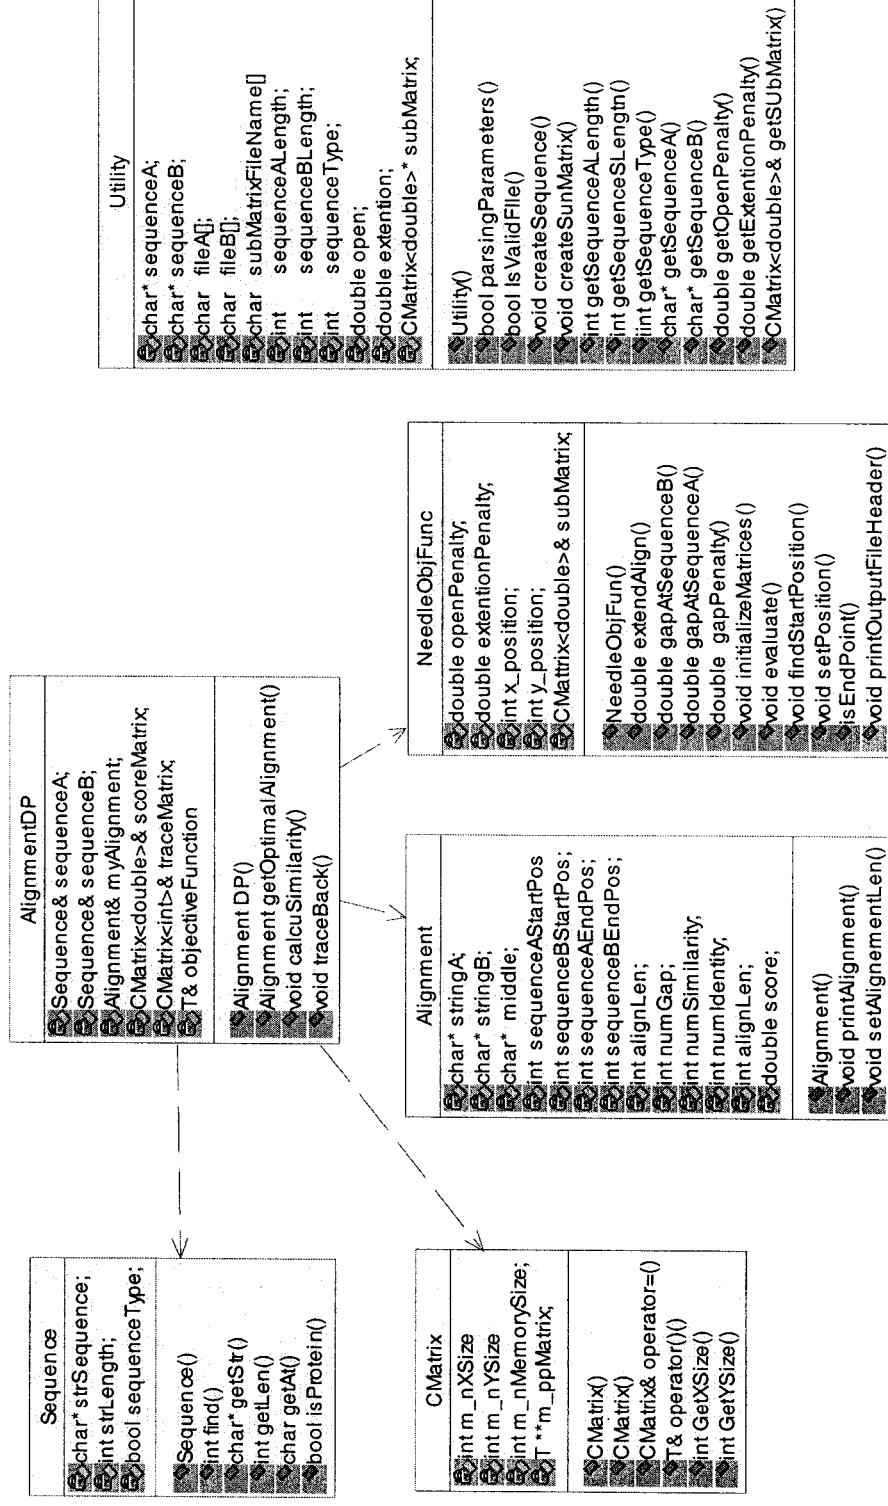 Sequence
char* strSequence;
int strLength;
bool sequenceType;
Sequence()
int find()
char* getStr()
int getLen()
char getAt()
bool isProtein()
AlignmentDP
Sequence& sequenceA;
Sequence& sequenceB;
Alignment& myAlignment;
CMatrix<double>& scoreMatrix;
CMatrix<int>& traceMatrix;
T& objectiveFunction
Alignment DP()
Alignment getOptimalAlignment()
void calcuSimilarity()
void traceBack()
Utility
char* sequenceA;
char* sequenceB;
char fileA[];
char fileB[];
char subMatrixFileName[]
int sequenceALength;
int sequenceBLength;
int sequenceType;
double open;
double extention;
CMatrix<double>* subMatrix;
Utility()
bool parsingParameters()
bool IsValidFIle()
void createSequence()
void createSunMatrix()
int getSequenceALength()
int getSequenceSLengtn()
iint getSequenceType()
char* getSequenceA()
char* getSequenceB()
double getOpenPenalty()
double getExtentionPenalty()
CMatrix<double>& getSUbMatrix()
CMatrix
int m_nXSize
int m_nYSize
int m_nMemorySize;
T **m_ppMatrix;
CMatrix()
CMatrix()
CMatrix& operator=()
T& operator()()
int GetXSize()
int GetYSize()
Alignment
char* stringA;
char* stringB;
char* middle;
int sequenceAStartPos
int sequenceBStartPos;
int sequenceAEndPos;
int sequenceBEndPos;
int alignLen;
int numGap;
int numSimilarity;
int numIdentity;
int alignLen;
double score;
Alignment()
void printAlignment()
void setAlignementLen()
NeedleObjFunc
double openPenalty;
double extentionPenalty;
int x_position;
int y_position;
CMattrix<double>& subMatrix;
NeedleObjFun()
double extendAlign()
double gapAtSequenceB()
double gapAtSequenceA()
double gapPenalty()
void initializeMatrices()
void evaluate()
void findStartPosition()
void setPosition()
isEndPoint()
void printOutputFileHeader()